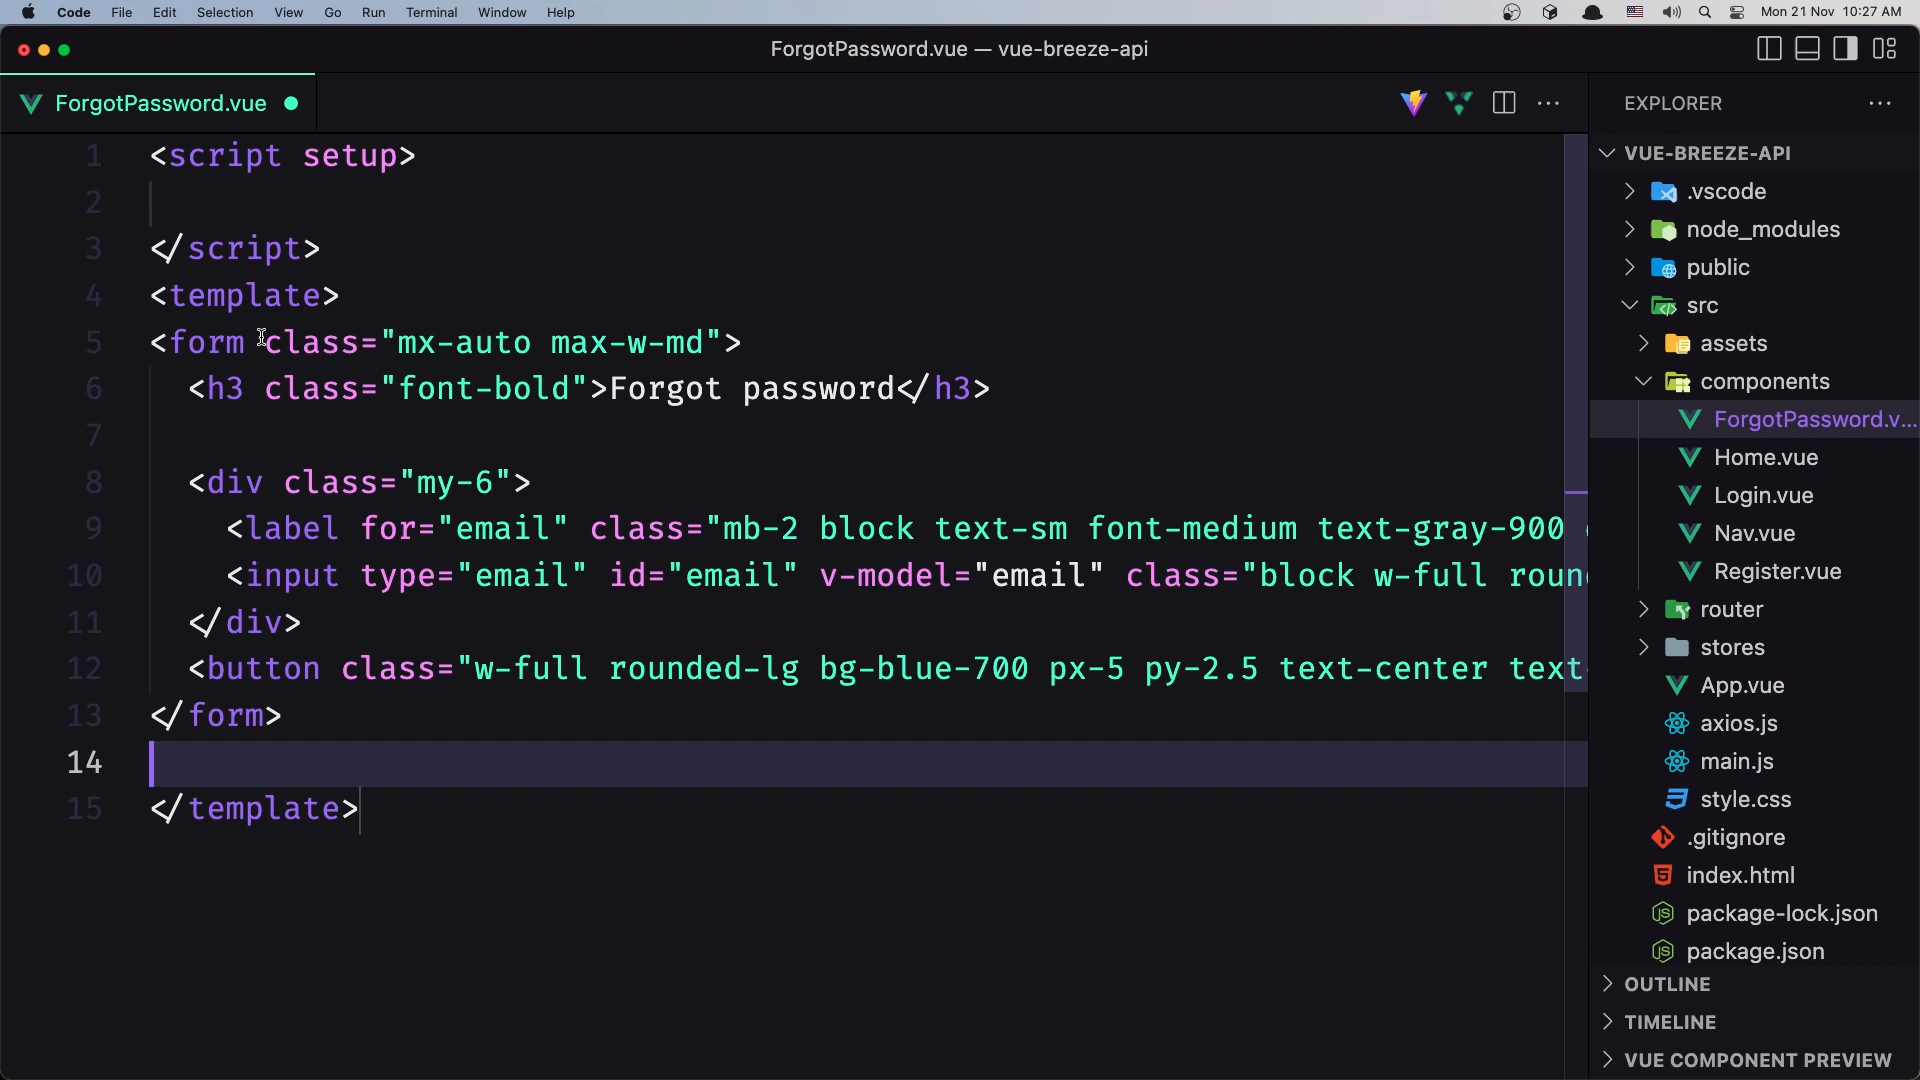 Code File Edit Selection View Go Run Terminal Window Help Mon 21 Nov 10:27 AM
ForgotPassword.vue — vue-breeze-api
ForgotPassword.vue
1 <script setup>
2
3 </script>
4 <template>
5 <form class="mx-auto max-w-md">
6 <h3 class="font-bold">Forgot password</h3>
7
8 <div class="my-6">
9 <label for="email" class="mb-2 block text-sm font-medium text-gray-900
10 <input type="email" id="email" v-model="email" class="block w-full roun
11 </div>
12 <button class="w-full rounded-lg bg-blue-700 px-5 py-2.5 text-center text-
13 </form>
14
15 </template>
EXPLORER
VUE-BREEZE-API
.vscode
node_modules
public
src
assets
components
ForgotPassword.v...
Home.vue
Login.vue
Nav.vue
Register.vue
router
stores
App.vue
axios.js
main.js
style.css
.gitignore
index.html
package-lock.json
package.json
OUTLINE
TIMELINE
VUE COMPONENT PREVIEW